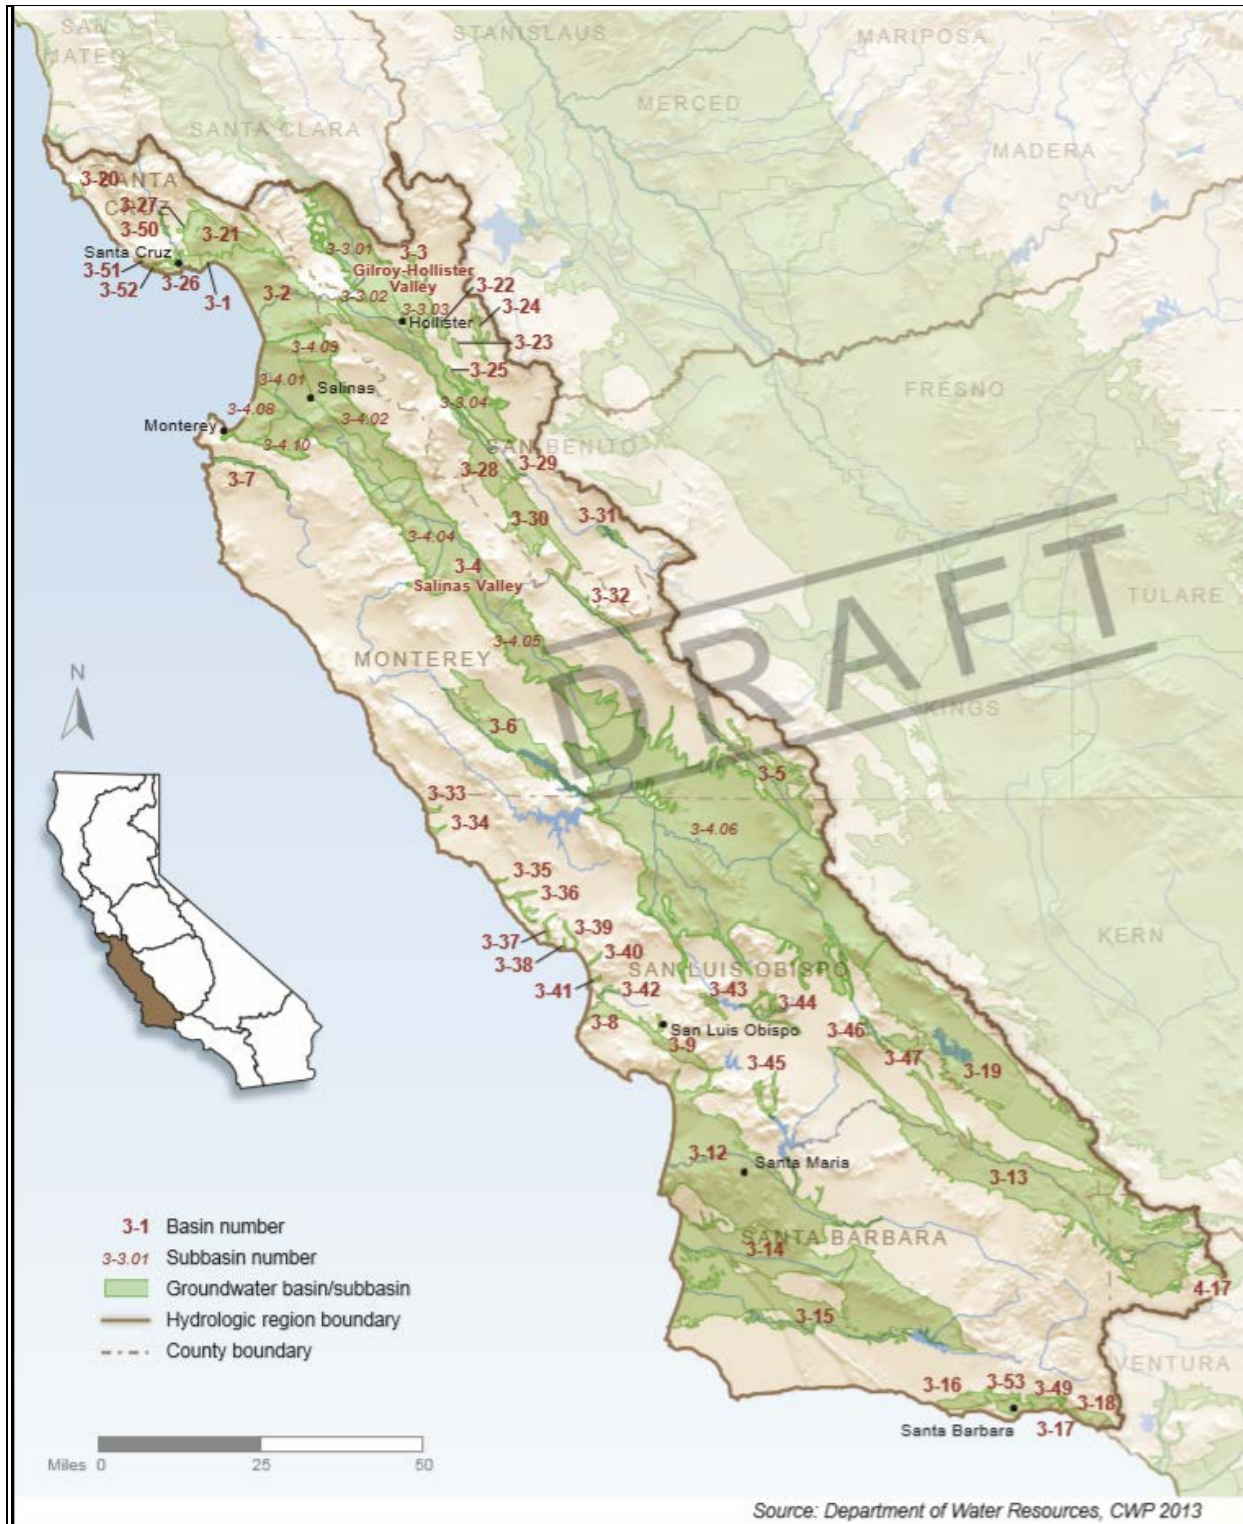 SAN
MATEO
STANISLAUS
MARIPOSA
MERCED
SANTA CLARA
MADERA
3-20
SANTA
CRUZ
3-27
3-50
3-21
Santa Cruz
3-51
3-52
3-26
3-1
3-2
3-3.01
3-3
Gilroy-Hollister
Valley
3-3.02
3-3.03
3-22
Hollister
3-24
3-23
3-25
3-4.09
3-4.01
Salinas
3-3.04
FRESNO
3-4.08
3-4.02
Monterey
3-4.10
SAN BENITO
3-7
3-28
3-29
3-30
3-31
3-4.04
3-4
Salinas Valley
3-32
TULARE
DRAFT
3-4.05
N
MONTEREY
3-6
KINGS
3-5
3-33
3-34
3-4.06
3-35
3-36
3-39
3-37
3-38
3-40
KERN
SAN LUIS OBISPO
3-41
3-42
3-43
3-44
3-8
San Luis Obispo
3-46
3-9
3-45
3-47
3-19
3-12
Santa Maria
3-13
SANTA BARBARA
3-14
4-17
3-15
VENTURA
3-16
3-53
3-49
3-18
Santa Barbara
3-17
3-1 Basin number
3-3.01 Subbasin number
Groundwater basin/subbasin
Hydrologic region boundary
County boundary
Miles 0 25 50
Source: Department of Water Resources, CWP 2013